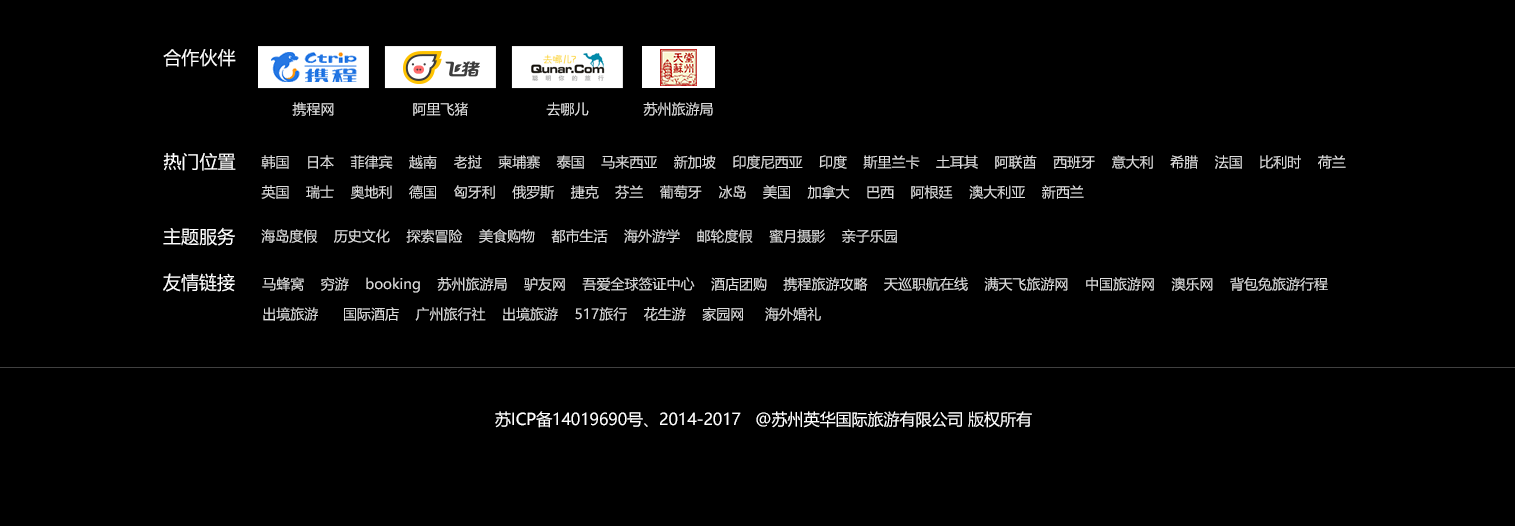 合作伙伴
Ctrip 携程
飞猪
去哪儿?
Qunar.Com
聪明你的旅行
天堂苏州
携程网 阿里飞猪 去哪儿 苏州旅游局
热门位置 韩国 日本 菲律宾 越南 老挝 柬埔寨 泰国 马来西亚 新加坡 印度尼西亚 印度 斯里兰卡 土耳其 阿联酋 西班牙 意大利 希腊 法国 比利时 荷兰
英国 瑞士 奥地利 德国 匈牙利 俄罗斯 捷克 芬兰 葡萄牙 冰岛 美国 加拿大 巴西 阿根廷 澳大利亚 新西兰
主题服务 海岛度假 历史文化 探索冒险 美食购物 都市生活 海外游学 邮轮度假 蜜月摄影 亲子乐园
友情链接 马蜂窝 穷游 booking 苏州旅游局 驴友网 吾爱全球签证中心 酒店团购 携程旅游攻略 天巡职航在线 满天飞旅游网 中国旅游网 澳乐网 背包兔旅游行程
出境旅游 国际酒店 广州旅行社 出境旅游 517旅行 花生游 家园网 海外婚礼
苏ICP备14019690号、2014-2017 @苏州英华国际旅游有限公司 版权所有